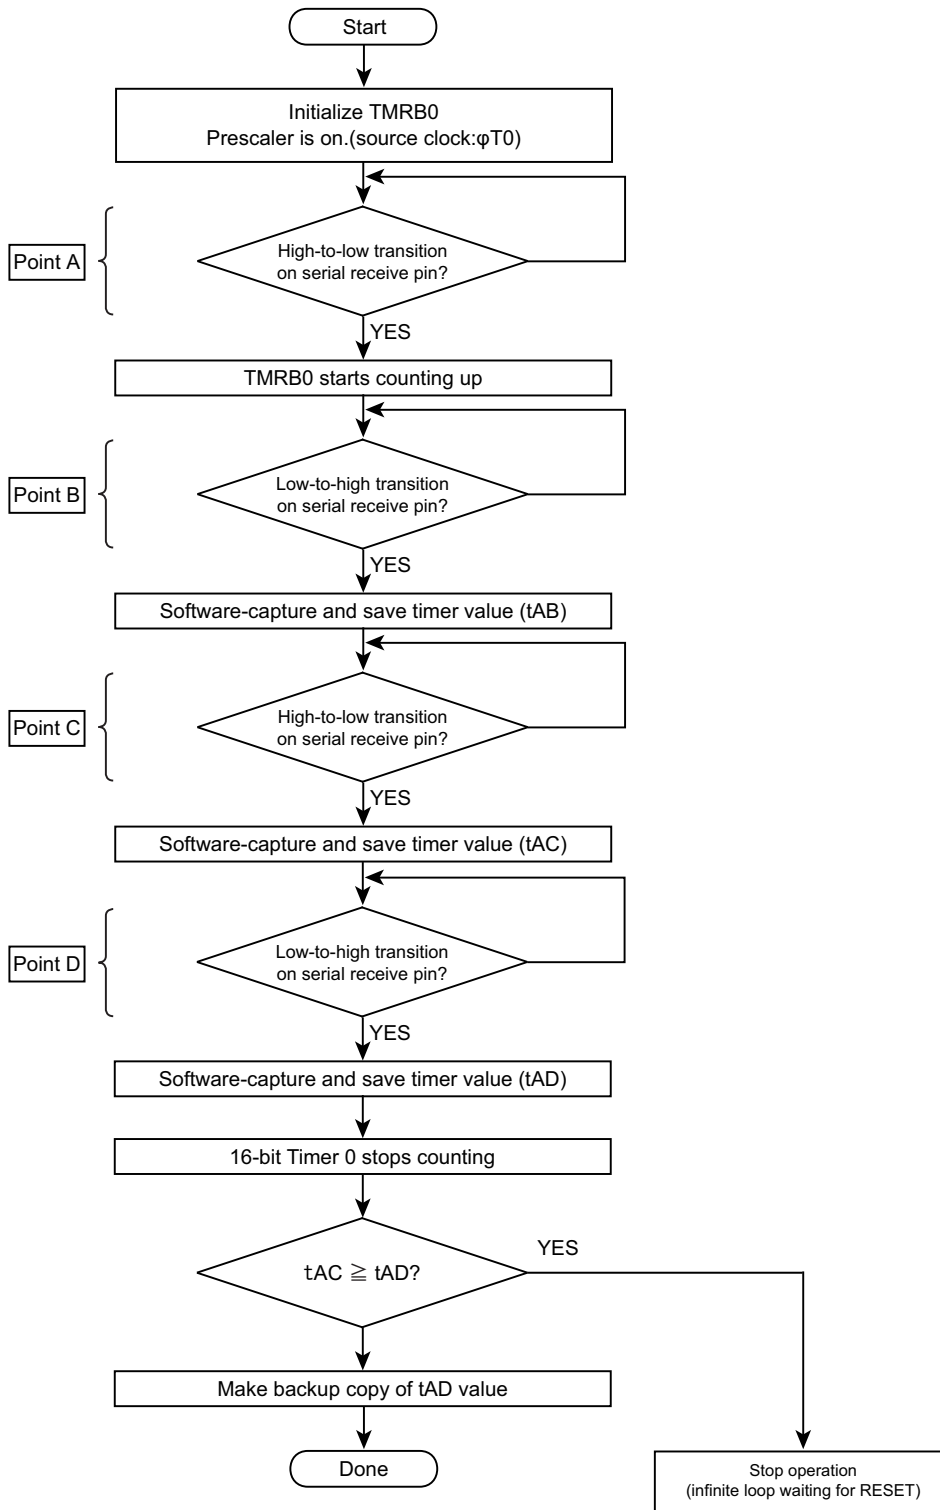 Start
Initialize TMRB0
Prescaler is on.(source clock:φT0)
Point A
High-to-low transition
on serial receive pin?
YES
TMRB0 starts counting up
Point B
Low-to-high transition
on serial receive pin?
YES
Software-capture and save timer value (tAB)
Point C
High-to-low transition
on serial receive pin?
YES
Software-capture and save timer value (tAC)
Point D
Low-to-high transition
on serial receive pin?
YES
Software-capture and save timer value (tAD)
16-bit Timer 0 stops counting
YES
tAC ≧ tAD?
Make backup copy of tAD value
Done
Stop operation
(infinite loop waiting for RESET)